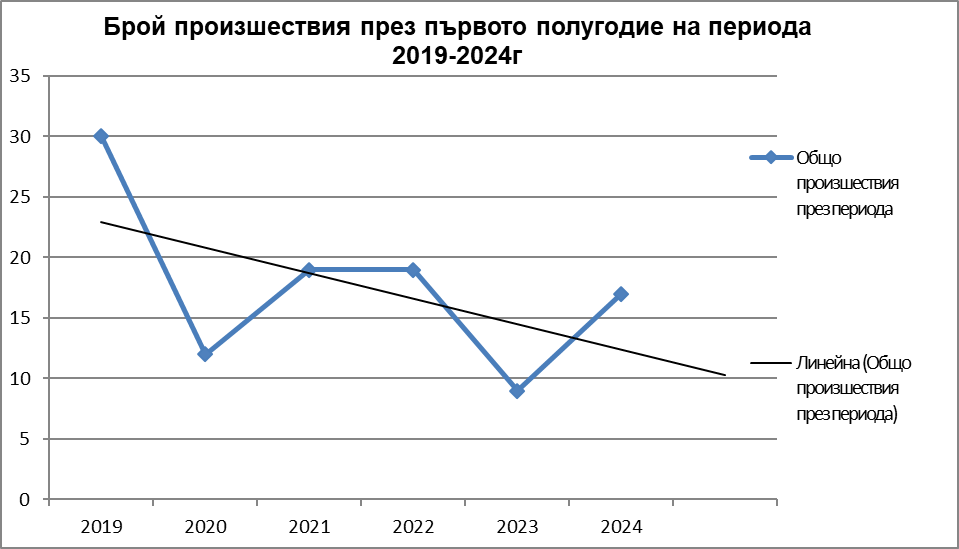 Брой произшествия през първото полугодие на периода
2019-2024г
35
30
25
20
15
10
5
0
2019 2020 2021 2022 2023 2024
Общо
произшествия
през периода
Линейна (Общо
произшествия
през периода)